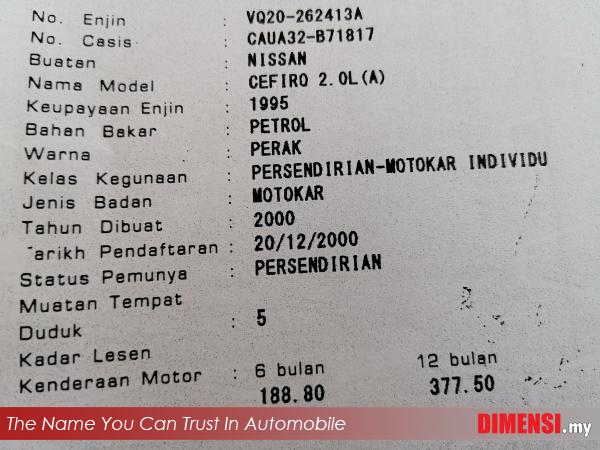 No. Enjin : VQ20-262413A
No. Casis : CAUA32-B71817
Buatan : NISSAN
Nama Model : CEFIRO 2.0L(A)
Keupayaan Enjin : 1995
Bahan Bakar : PETROL
Warna : PERAK
Kelas Kegunaan : PERSENDIRIAN-MOTOKAR INDIVIDU
Jenis Badan : MOTOKAR
Tahun Dibuat : 2000
Tarikh Pendaftaran : 20/12/2000
Status Pemunya : PERSENDIRIAN
Muatan Tempat
Duduk : 5
Kadar Lesen
Kenderaan Motor : 6 bulan 12 bulan
188.80 377.50
The Name You Can Trust In Automobile DIMENSI.my